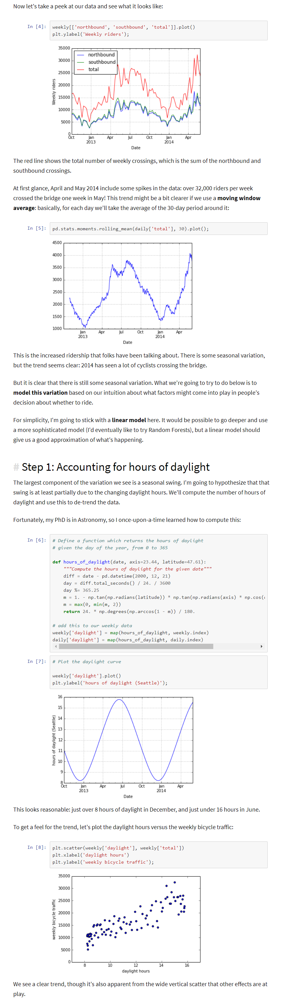 Now let's take a peek at our data and see what it looks like:
In [4]: weekly[['northbound', 'southbound', 'total']].plot()
plt.ylabel('Weekly riders');
35000
30000
25000
20000
15000
10000
5000
0
northbound
southbound
total
Weekly riders
Oct Jan Apr Jul Oct Jan Apr
2013 2014
Date
The red line shows the total number of weekly crossings, which is the sum of the northbound and
southbound crossings.
At first glance, April and May 2014 include some spikes in the data: over 32,000 riders per week
crossed the bridge one week in May! This trend might be a bit clearer if we use a moving window
average: basically, for each day we'll take the average of the 30-day period around it:
In [5]: pd.stats.moments.rolling_mean(daily['total'], 30).plot();
4500
4000
3500
3000
2500
2000
1500
1000
Jan Apr Jul Oct Jan Apr
2013 2014
Date
This is the increased ridership that folks have been talking about. There is some seasonal variation,
but the trend seems clear: 2014 has seen a lot of cyclists crossing the bridge.
But it is clear that there is still some seasonal variation. What we're going to try to do below is to
model this variation based on our intuition about what factors might come into play in people's
decision about whether to ride.
For simplicity, I'm going to stick with a linear model here. It would be possible to go deeper and use
a more sophisticated model (I'd eventually like to try Random Forests), but a linear model should
give us a good approximation of what's happening.
# Step 1: Accounting for hours of daylight
The largest component of the variation we see is a seasonal swing. I'm going to hypothesize that that
swing is at least partially due to the changing daylight hours. We'll compute the number of hours of
daylight and use this to de-trend the data.
Fortunately, my PhD is in Astronomy, so I once-upon-a-time learned how to compute this:
In [6]: # Define a function which returns the hours of daylight
# given the day of the year, from 0 to 365
def hours_of_daylight(date, axis=23.44, latitude=47.61):
"""Compute the hours of daylight for the given date"""
diff = date - pd.datetime(2000, 12, 21)
day = diff.total_seconds() / 24. / 3600
day %= 365.25
m = 1. - np.tan(np.radians(latitude)) * np.tan(np.radians(axis) * np.cos(
m = max(0, min(m, 2))
return 24. * np.degrees(np.arccos(1 - m)) / 180.
# add this to our weekly data
weekly['daylight'] = map(hours_of_daylight, weekly.index)
daily['daylight'] = map(hours_of_daylight, daily.index)
In [7]: # Plot the daylight curve
weekly['daylight'].plot()
plt.ylabel('hours of daylight (Seattle)');
16
15
14
13
12
11
10
9
8
hours of daylight (Seattle)
Oct Jan Apr Jul Oct Jan Apr
2013 2014
Date
This looks reasonable: just over 8 hours of daylight in December, and just under 16 hours in June.
To get a feel for the trend, let's plot the daylight hours versus the weekly bicycle traffic:
In [8]: plt.scatter(weekly['daylight'], weekly['total'])
plt.xlabel('daylight hours')
plt.ylabel('weekly bicycle traffic');
35000
30000
25000
20000
15000
10000
5000
0
weekly bicycle traffic
8 10 12 14 16
daylight hours
We see a clear trend, though it's also apparent from the wide vertical scatter that other effects are at
play.